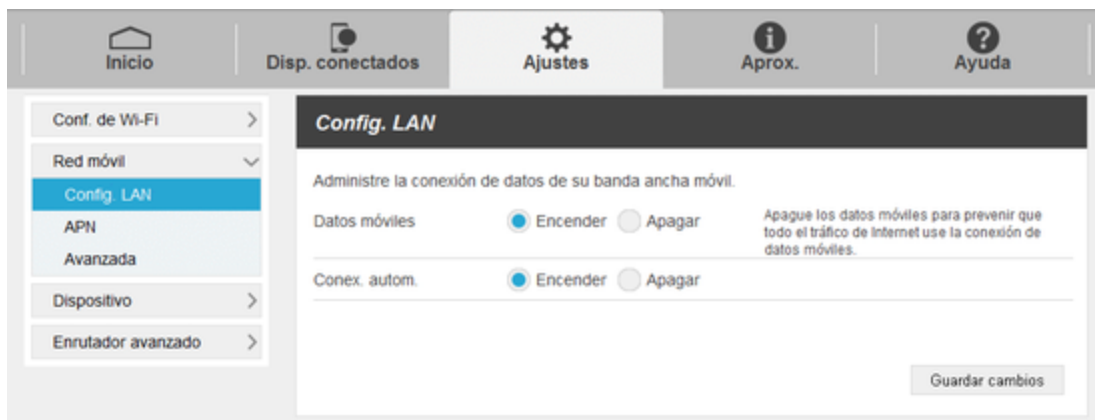 Inicio
Disp. conectados
Ajustes
Aprox.
Ayuda
Conf. de Wi-Fi
Red móvil
Config. LAN
APN
Avanzada
Dispositivo
Enrutador avanzado
Config. LAN
Administre la conexión de datos de su banda ancha móvil.
Datos móviles
Encender
Apagar
Apague los datos móviles para prevenir que
todo el tráfico de Internet use la conexión de
datos móviles.
Conex. autom.
Encender
Apagar
Guardar cambios